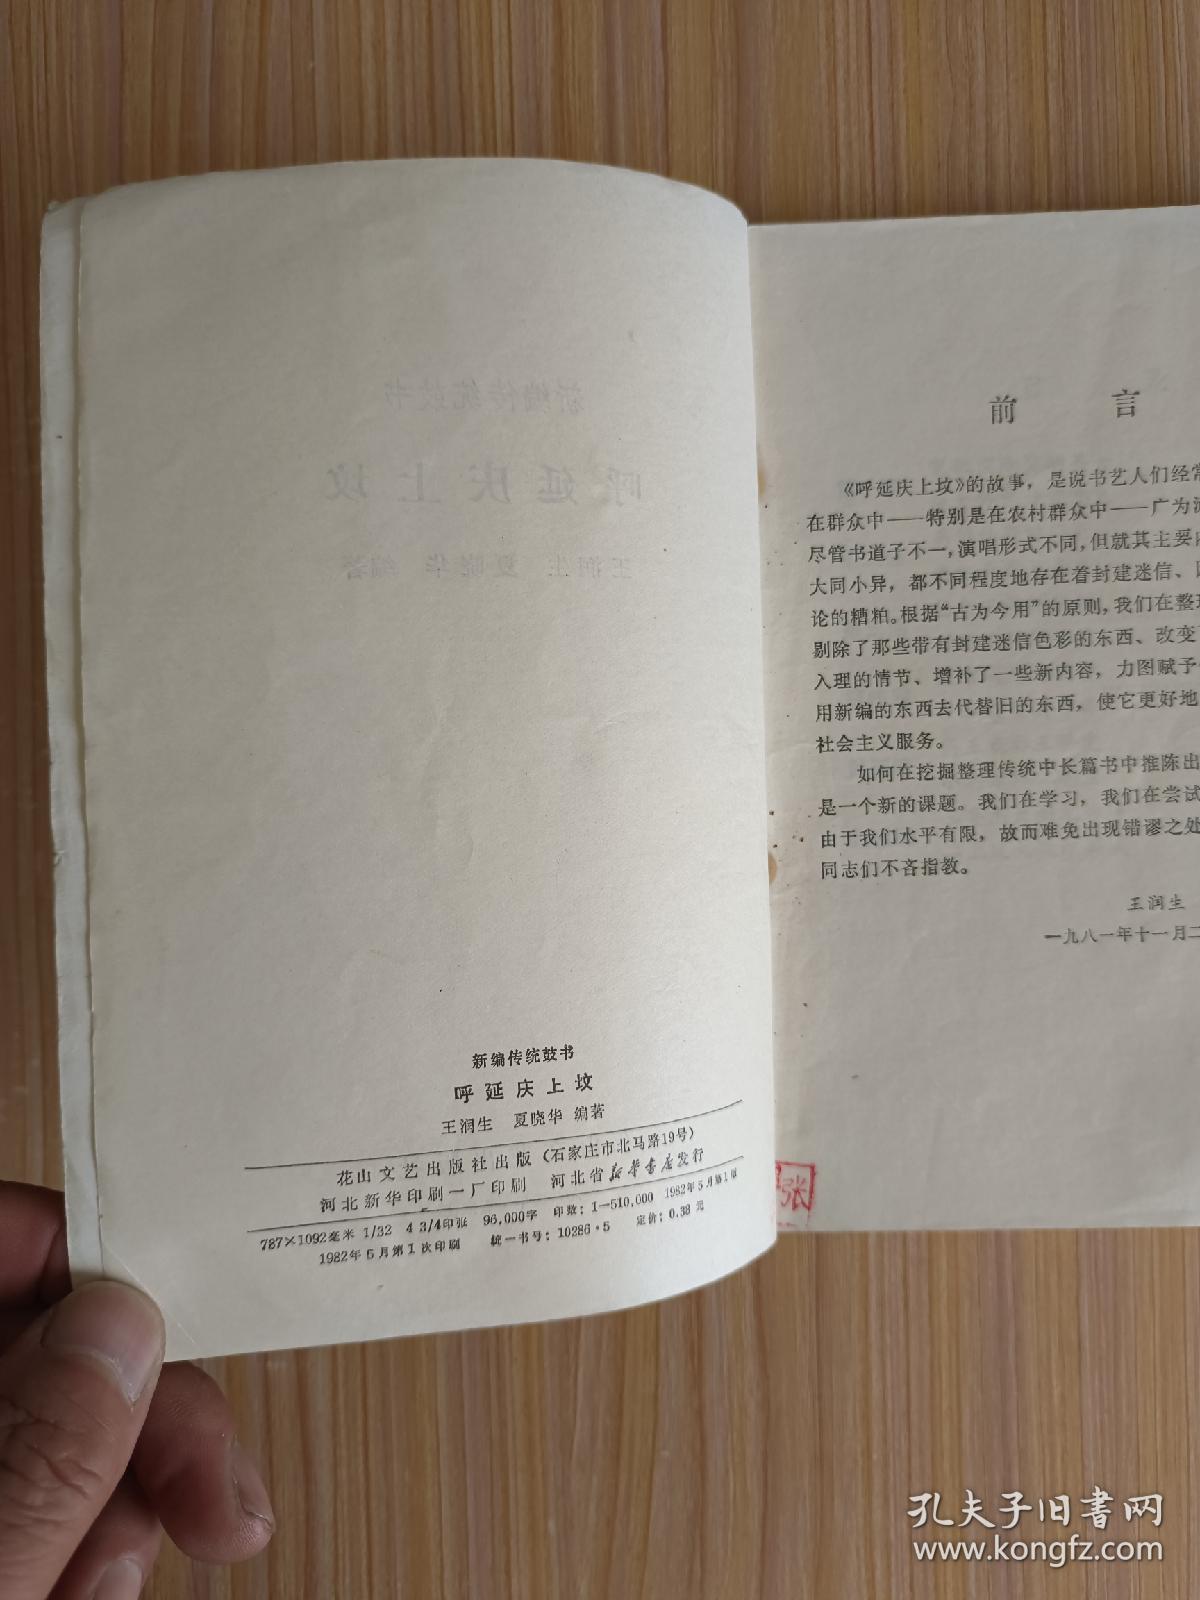 新编传统鼓书
呼延庆上坟
王润生 夏晓华 编著
新编传统鼓书
呼延庆上坟
王润生 夏晓华 编著
花山文艺出版社出版（石家庄市北马路19号）
河北新华印刷一厂印刷 河北省新华书店发行
787×1092毫米 1/32 4 3/4印张 96,000字 印数：1—510,000 1982年5月第1版
1982年5月第1次印刷 统一书号：10286·5 定价：0.38元
前言
《呼延庆上坟》的故事，是说书艺人们经常
在群众中——特别是在农村群众中——广为流
尽管书道子不一，演唱形式不同，但就其主要内
大同小异，都不同程度地存在着封建迷信、因
论的糟粕。根据“古为今用”的原则，我们在整理
剔除了那些带有封建迷信色彩的东西、改变
入理的情节、增补了一些新内容，力图赋予
用新编的东西去代替旧的东西，使它更好地
社会主义服务。
如何在挖掘整理传统中长篇书中推陈出
是一个新的课题。我们在学习，我们在尝试
由于我们水平有限，故而难免出现错谬之处
同志们不吝指教。
王润生
一九八一年十一月二
张
孔夫子旧书网
www.kongfz.com